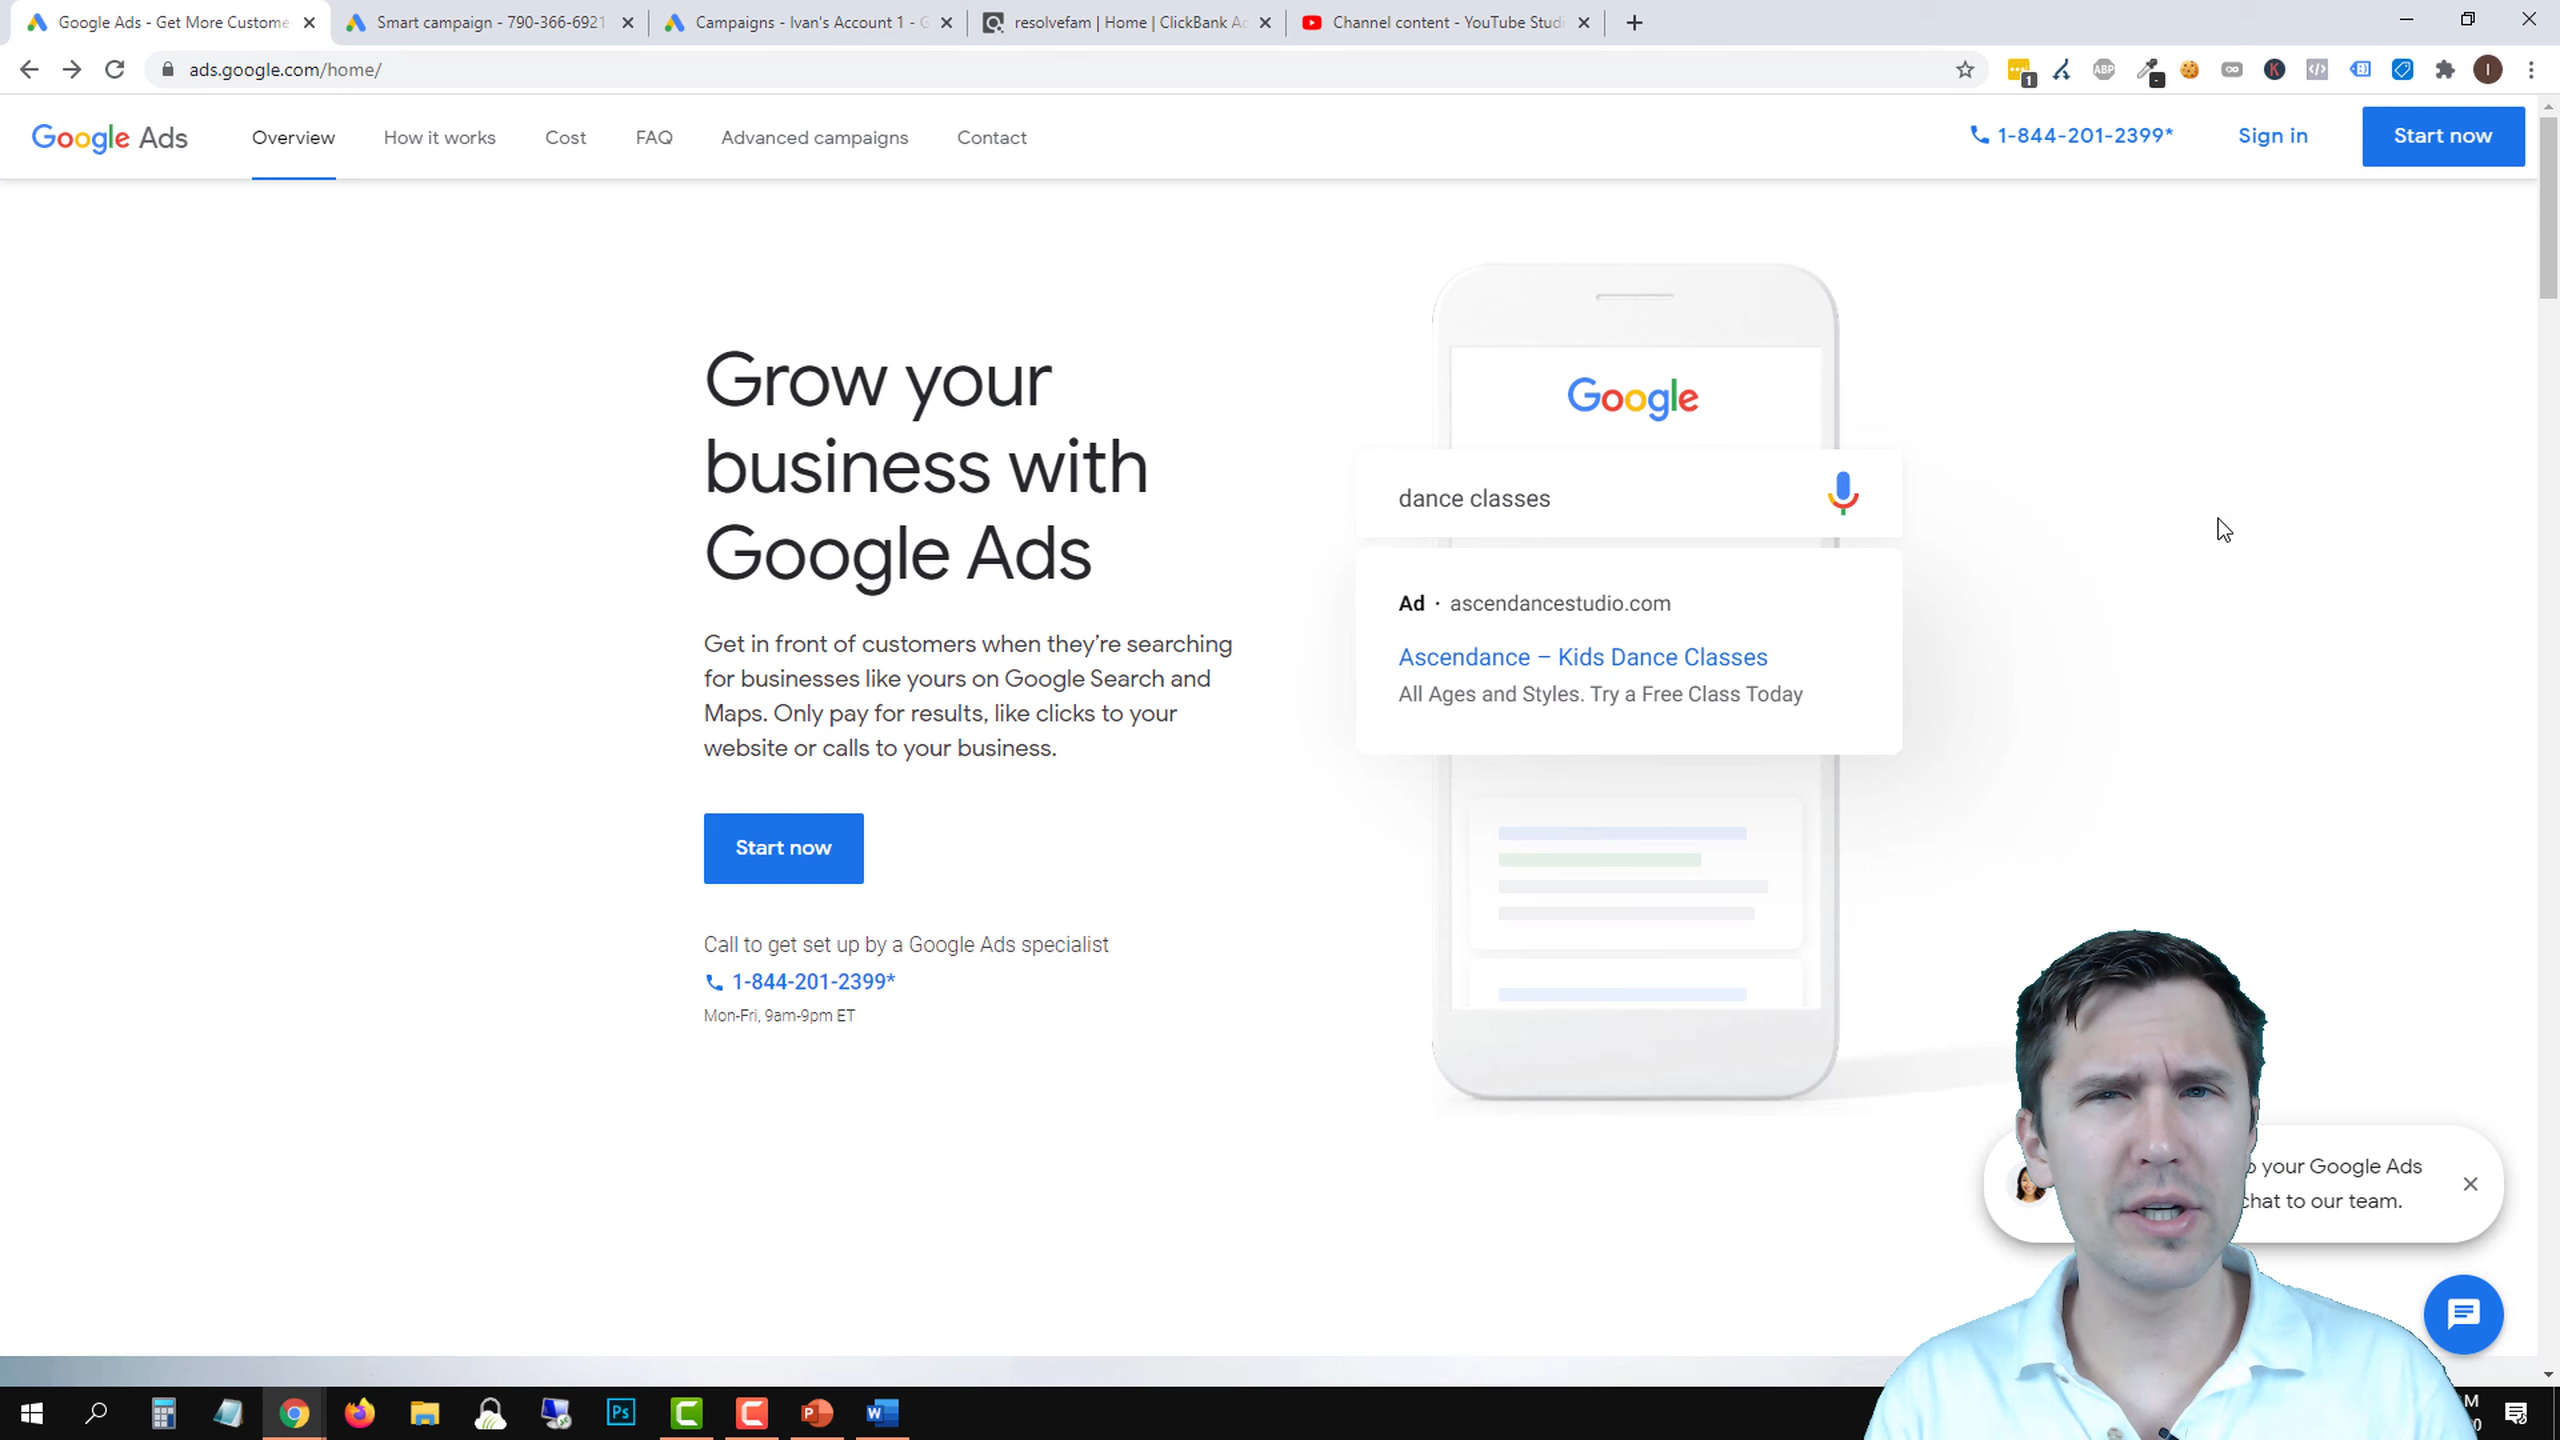 Google Ads - Get More Custome
Smart campaign - 790-366-6921
Campaigns - Ivan's Account 1 - G
resolvefam | Home | ClickBank Ac
Channel content - YouTube Studi
ads.google.com/home/
1
ABP
K
I
Google Ads
Overview
How it works
Cost
FAQ
Advanced campaigns
Contact
1-844-201-2399*
Sign in
Start now
Grow your
business with
Google Ads
Get in front of customers when they're searching
for businesses like yours on Google Search and
Maps. Only pay for results, like clicks to your
website or calls to your business.
Start now
Call to get set up by a Google Ads specialist
1-844-201-2399*
Mon-Fri, 9am-9pm ET
Google
dance classes
Ad · ascendancestudio.com
Ascendance – Kids Dance Classes
All Ages and Styles. Try a Free Class Today
your Google Ads
chat to our team.
Ps
C
C
P
W
M
0